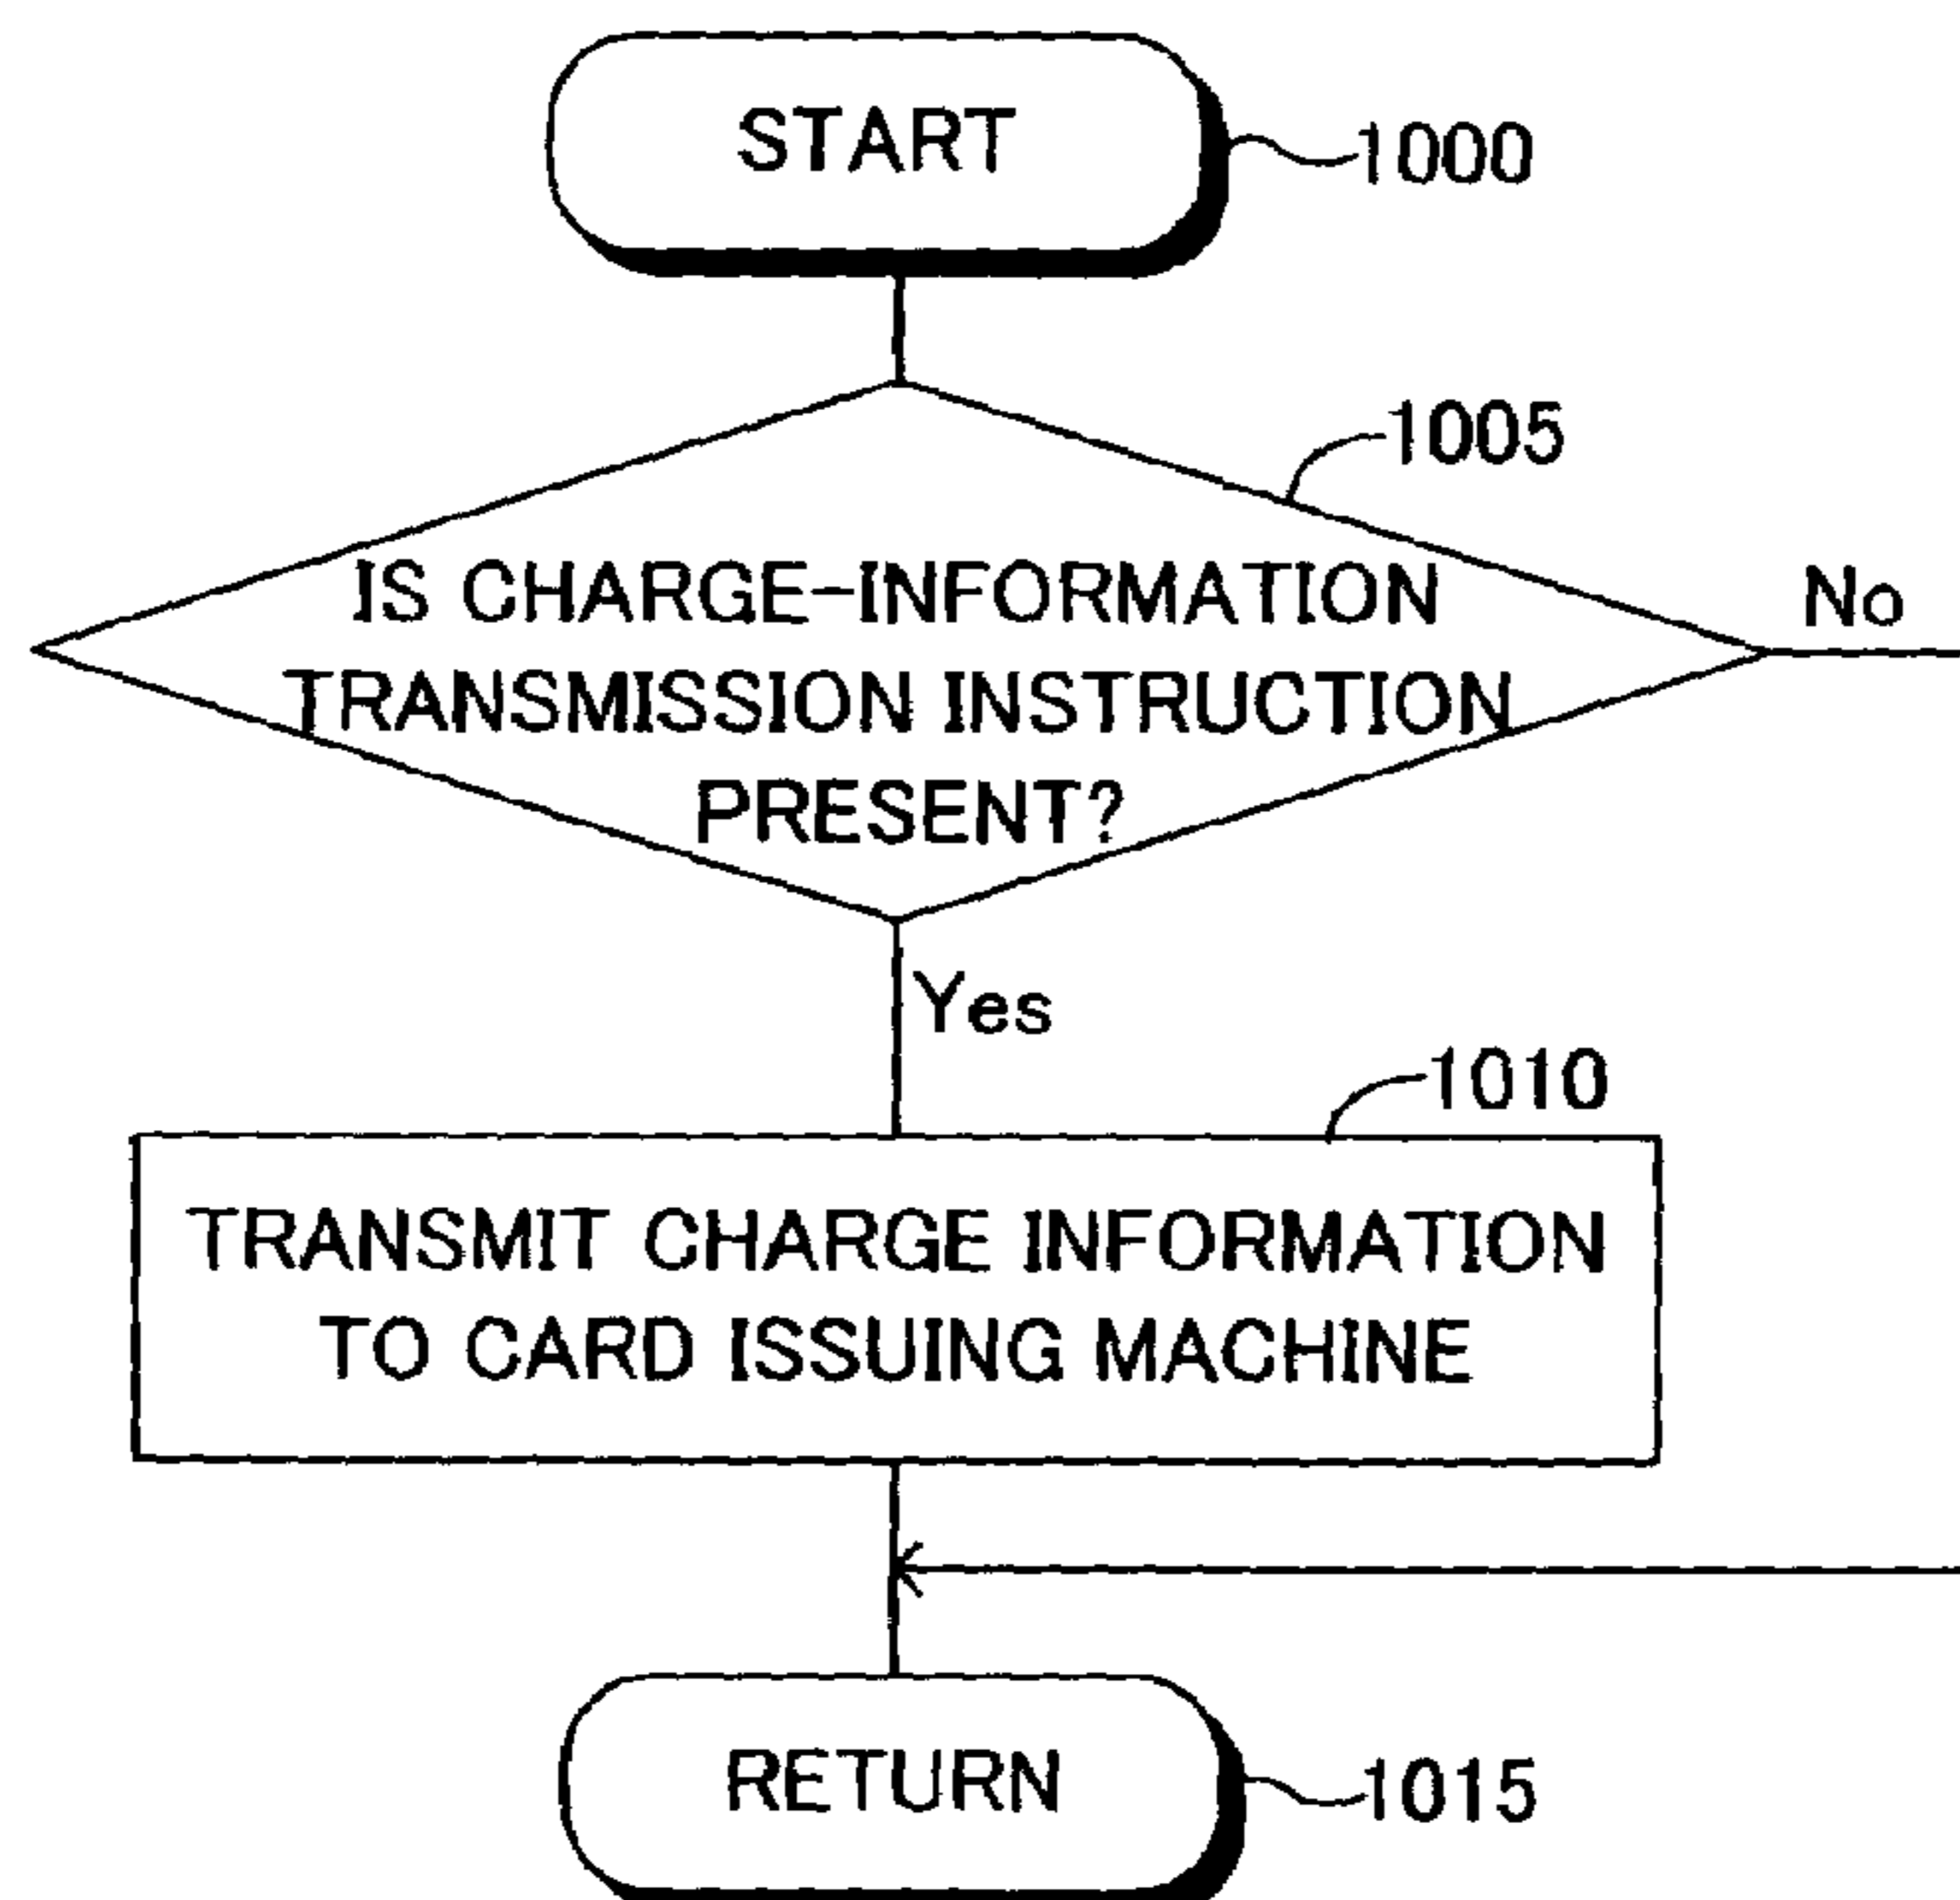 START
1000
1005
IS CHARGE-INFORMATION
TRANSMISSION INSTRUCTION
PRESENT?
No
Yes
1010
TRANSMIT CHARGE INFORMATION
TO CARD ISSUING MACHINE
RETURN
1015